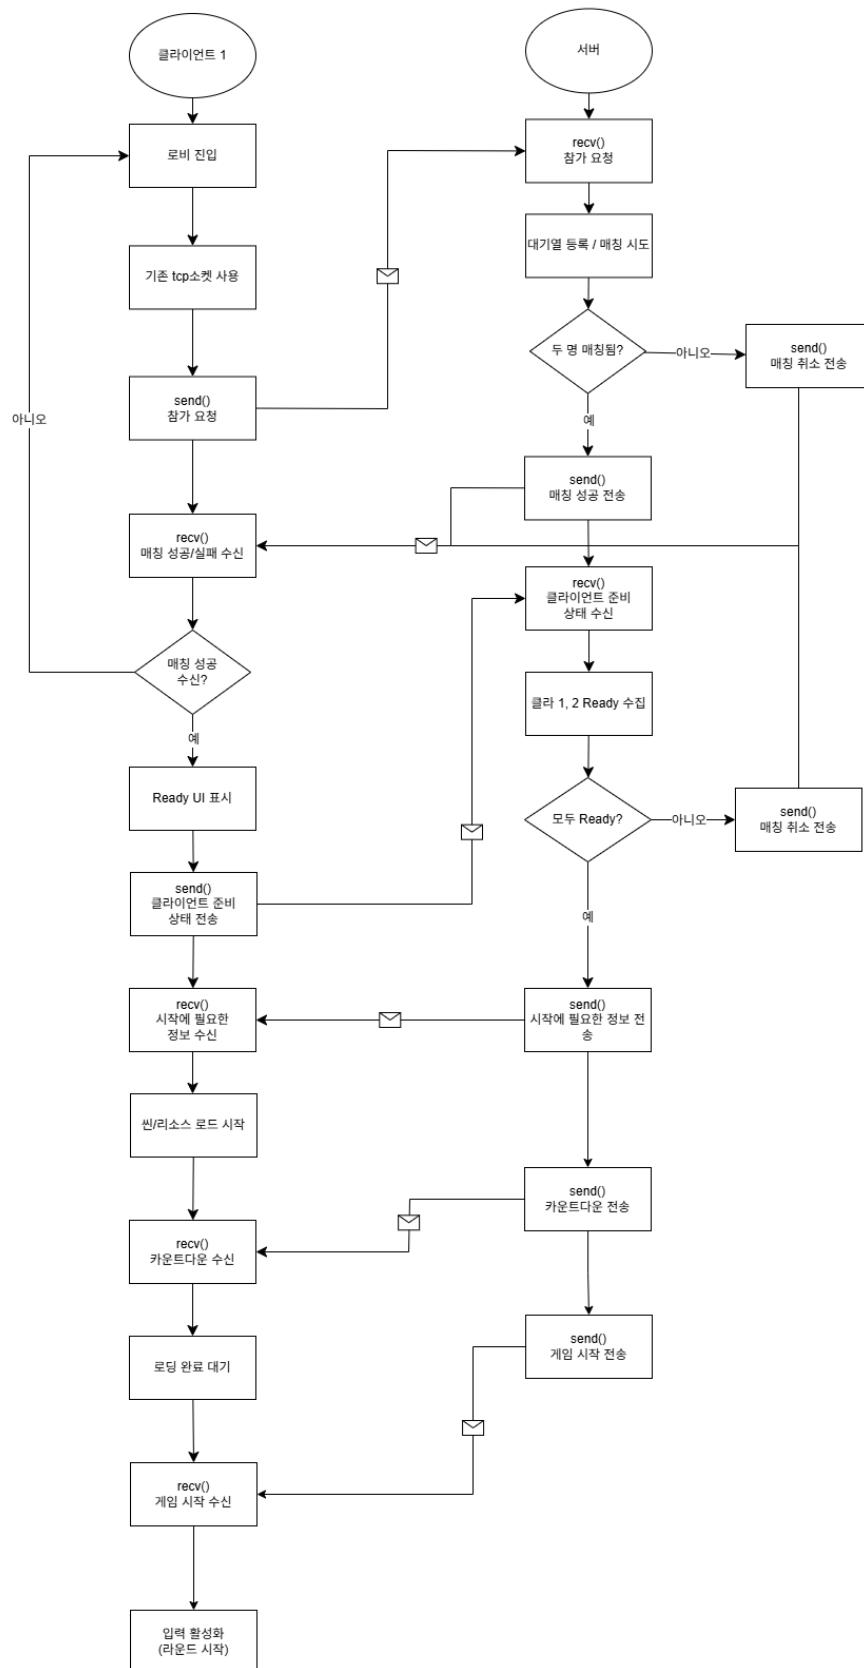 클라이언트 1
로비 진입
기존 tcp소켓 사용
send()
참가 요청
아니오
recv()
매칭 성공/실패 수신
매칭 성공
수신?
예
Ready UI 표시
send()
클라이언트 준비
상태 전송
recv()
시작에 필요한
정보 수신
씬/리소스 로드 시작
recv()
카운트다운 수신
로딩 완료 대기
recv()
게임 시작 수신
입력 활성화
(라운드 시작)
서버
recv()
참가 요청
대기열 등록 / 매칭 시도
두 명 매칭됨?
아니오
send()
매칭 취소 전송
예
send()
매칭 성공 전송
recv()
클라이언트 준비
상태 수신
클라 1, 2 Ready 수집
모두 Ready?
아니오
send()
매칭 취소 전송
예
send()
시작에 필요한 정보 전
송
send()
카운트다운 전송
send()
게임 시작 전송